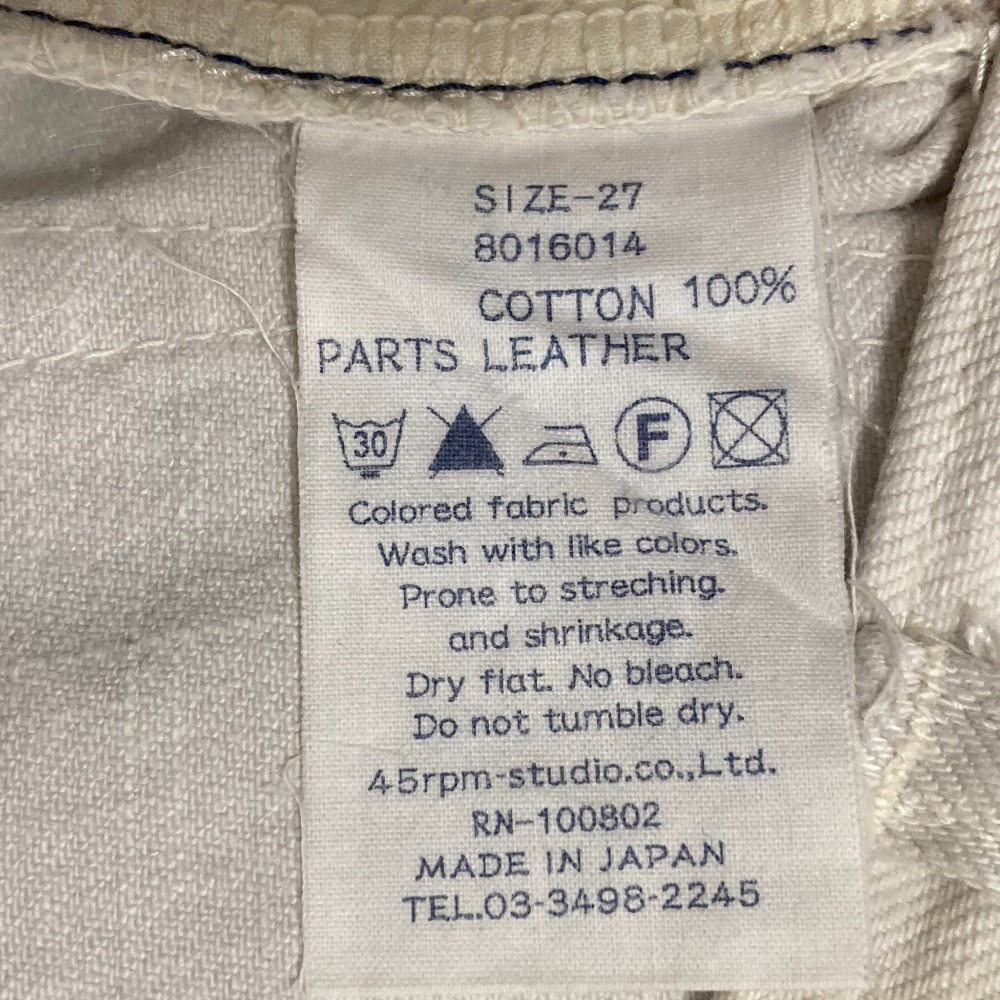 SIZE-27
8016014
COTTON 100%
PARTS LEATHER
30 F
Colored fabric products.
Wash with like colors.
Prone to streching.
and shrinkage.
Dry flat. No bleach.
Do not tumble dry.
45rpm-studio.co.,Ltd.
RN-100802
MADE IN JAPAN
TEL.03-3498-2245